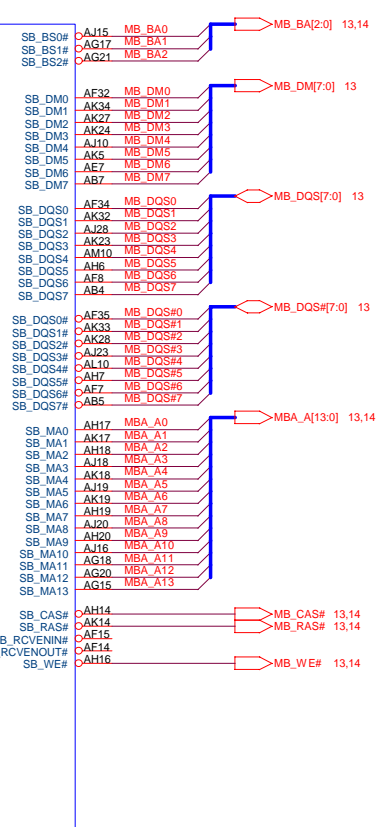 SB_BS0# AJ15 MB_BA0 MB_BA[2:0] 13,14
SB_BS1# AG17 MB_BA1
SB_BS2# AG21 MB_BA2
SB_DM0 AF32 MB_DM0 MB_DM[7:0] 13
SB_DM1 AK34 MB_DM1
SB_DM2 AK27 MB_DM2
SB_DM3 AK24 MB_DM3
SB_DM4 AJ10 MB_DM4
SB_DM5 AK5 MB_DM5
SB_DM6 AE7 MB_DM6
SB_DM7 AB7 MB_DM7
SB_DQS0 AF34 MB_DQS0 MB_DQS[7:0] 13
SB_DQS1 AK32 MB_DQS1
SB_DQS2 AJ28 MB_DQS2
SB_DQS3 AK23 MB_DQS3
SB_DQS4 AM10 MB_DQS4
SB_DQS5 AH6 MB_DQS5
SB_DQS6 AF8 MB_DQS6
SB_DQS7 AB4 MB_DQS7
SB_DQS0# AF35 MB_DQS#0 MB_DQS#[7:0] 13
SB_DQS1# AK33 MB_DQS#1
SB_DQS2# AK28 MB_DQS#2
SB_DQS3# AJ23 MB_DQS#3
SB_DQS4# AL10 MB_DQS#4
SB_DQS5# AH7 MB_DQS#5
SB_DQS6# AF7 MB_DQS#6
SB_DQS7# AB5 MB_DQS#7
SB_MA0 AH17 MBA_A0 MBA_A[13:0] 13,14
SB_MA1 AK17 MBA_A1
SB_MA2 AH18 MBA_A2
SB_MA3 AJ18 MBA_A3
SB_MA4 AK18 MBA_A4
SB_MA5 AJ19 MBA_A5
SB_MA6 AK19 MBA_A6
SB_MA7 AH19 MBA_A7
SB_MA8 AJ20 MBA_A8
SB_MA9 AH20 MBA_A9
SB_MA10 AJ16 MBA_A10
SB_MA11 AG18 MBA_A11
SB_MA12 AG20 MBA_A12
SB_MA13 AG15 MBA_A13
SB_CAS# AH14 MB_CAS# 13,14
SB_RAS# AK14 MB_RAS# 13,14
B_RCVENIN# AF15
RCVENOUT# AF14
SB_WE# AH16 MB_WE# 13,14